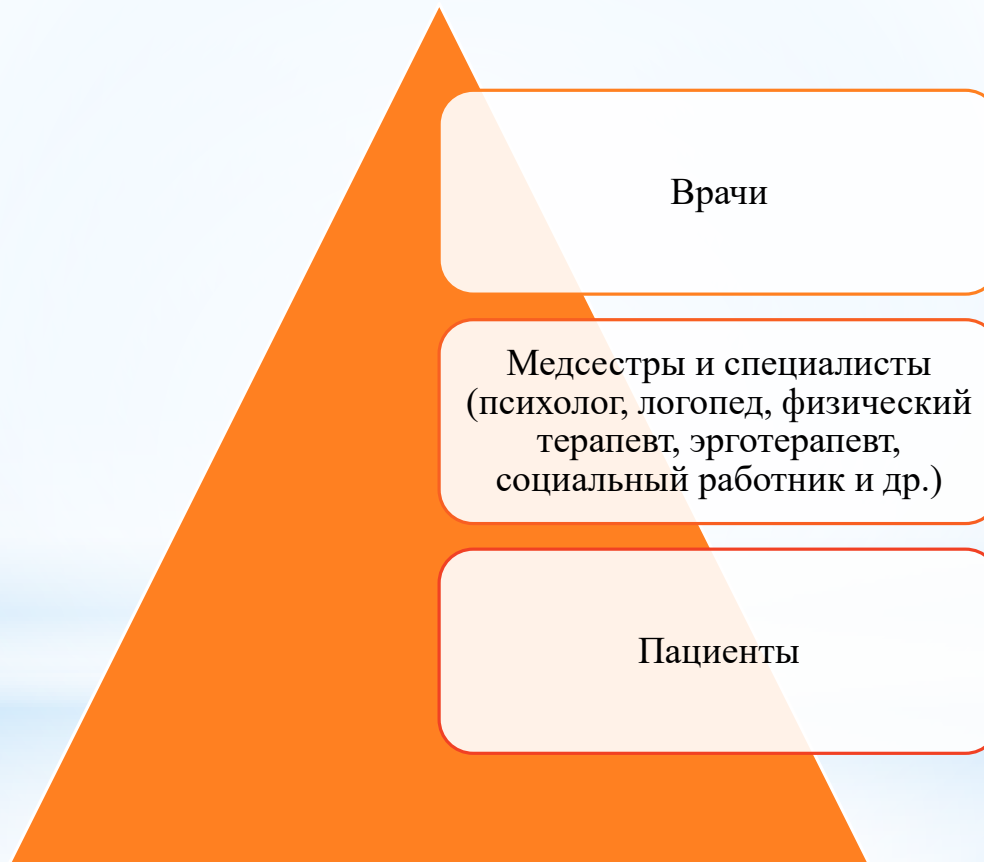 Врачи
Медсестры и специалисты
(психолог, логопед, физический
терапевт, эрготерапевт,
социальный работник и др.)
Пациенты